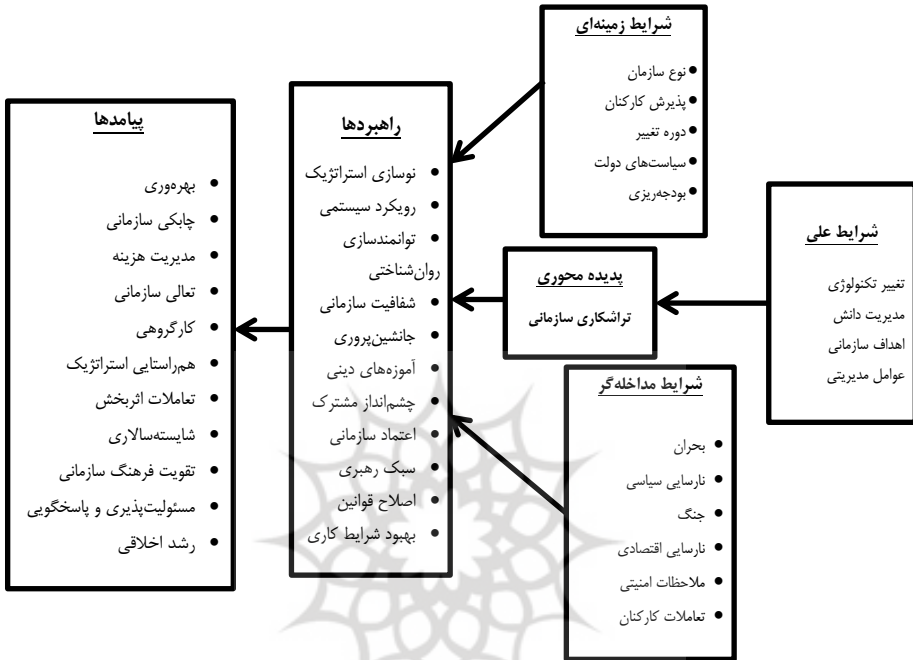 شرایط علی
تغییر تکنولوژی
مدیریت دانش
اهداف سازمانی
عوامل مدیریتی
شرایط زمینه‌ای
● نوع سازمان
● پذیرش کارکنان
● دوره تغییر
● سیاست‌های دولت
● بودجه‌ریزی
پدیده محوری
تراشکاری سازمانی
شرایط مداخله‌گر
● بحران
● نارسایی سیاسی
● جنگ
● نارسایی اقتصادی
● ملاحظات امنیتی
● تعاملات کارکنان
راهبردها
● نوسازی استراتژیک
● رویکرد سیستمی
● توانمندسازی
روان‌شناختی
● شفافیت سازمانی
● جانشین‌پروری
● آموزه‌های دینی
● چشم‌انداز مشترک
● اعتماد سازمانی
● سبک رهبری
● اصلاح قوانین
● بهبود شرایط کاری
پیامدها
● بهره‌وری
● چابکی سازمانی
● مدیریت هزینه
● تعالی سازمانی
● کارگروهی
● هم‌راستایی استراتژیک
● تعاملات اثربخش
● شایسته‌سالاری
● تقویت فرهنگ سازمانی
● مسئولیت‌پذیری و پاسخگویی
● رشد اخلاقی